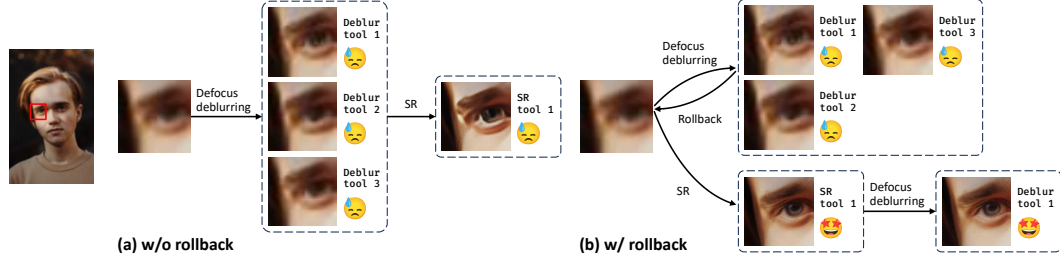 Defocus
deblurring
Deblur
tool 1
Deblur
tool 2
Deblur
tool 3
SR
SR
tool 1
(a) w/o rollback
Defocus
deblurring
Rollback
Deblur
tool 1
Deblur
tool 3
Deblur
tool 2
SR
SR
tool 1
Defocus
deblurring
Deblur
tool 1
(b) w/ rollback